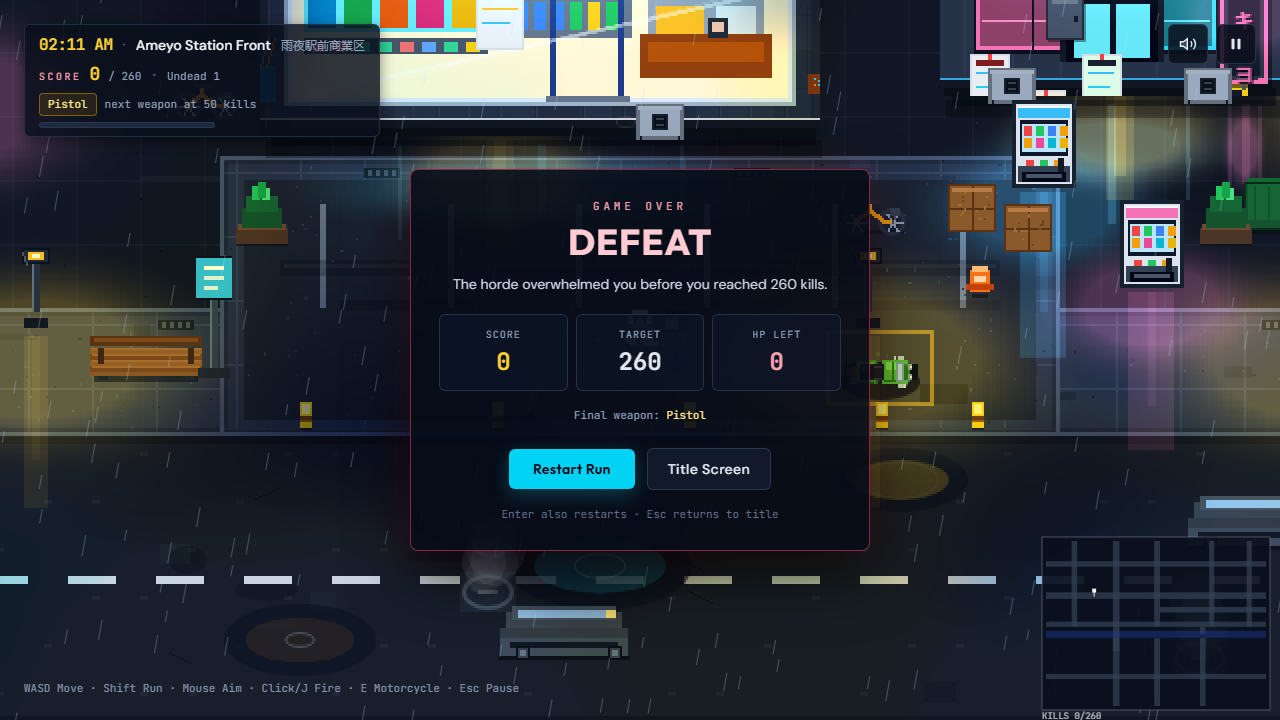 02:11 AM · Ameyo Station Front 雨夜駅前商業区
SCORE 0 / 260 · Undead 1
Pistol next weapon at 50 kills
GAME OVER
DEFEAT
The horde overwhelmed you before you reached 260 kills.
SCORE TARGET HP LEFT
0 260 0
Final weapon: Pistol
Restart Run Title Screen
Enter also restarts · Esc returns to title
WASD Move · Shift Run · Mouse Aim · Click/J Fire · E Motorcycle · Esc Pause
KILLS 0/260